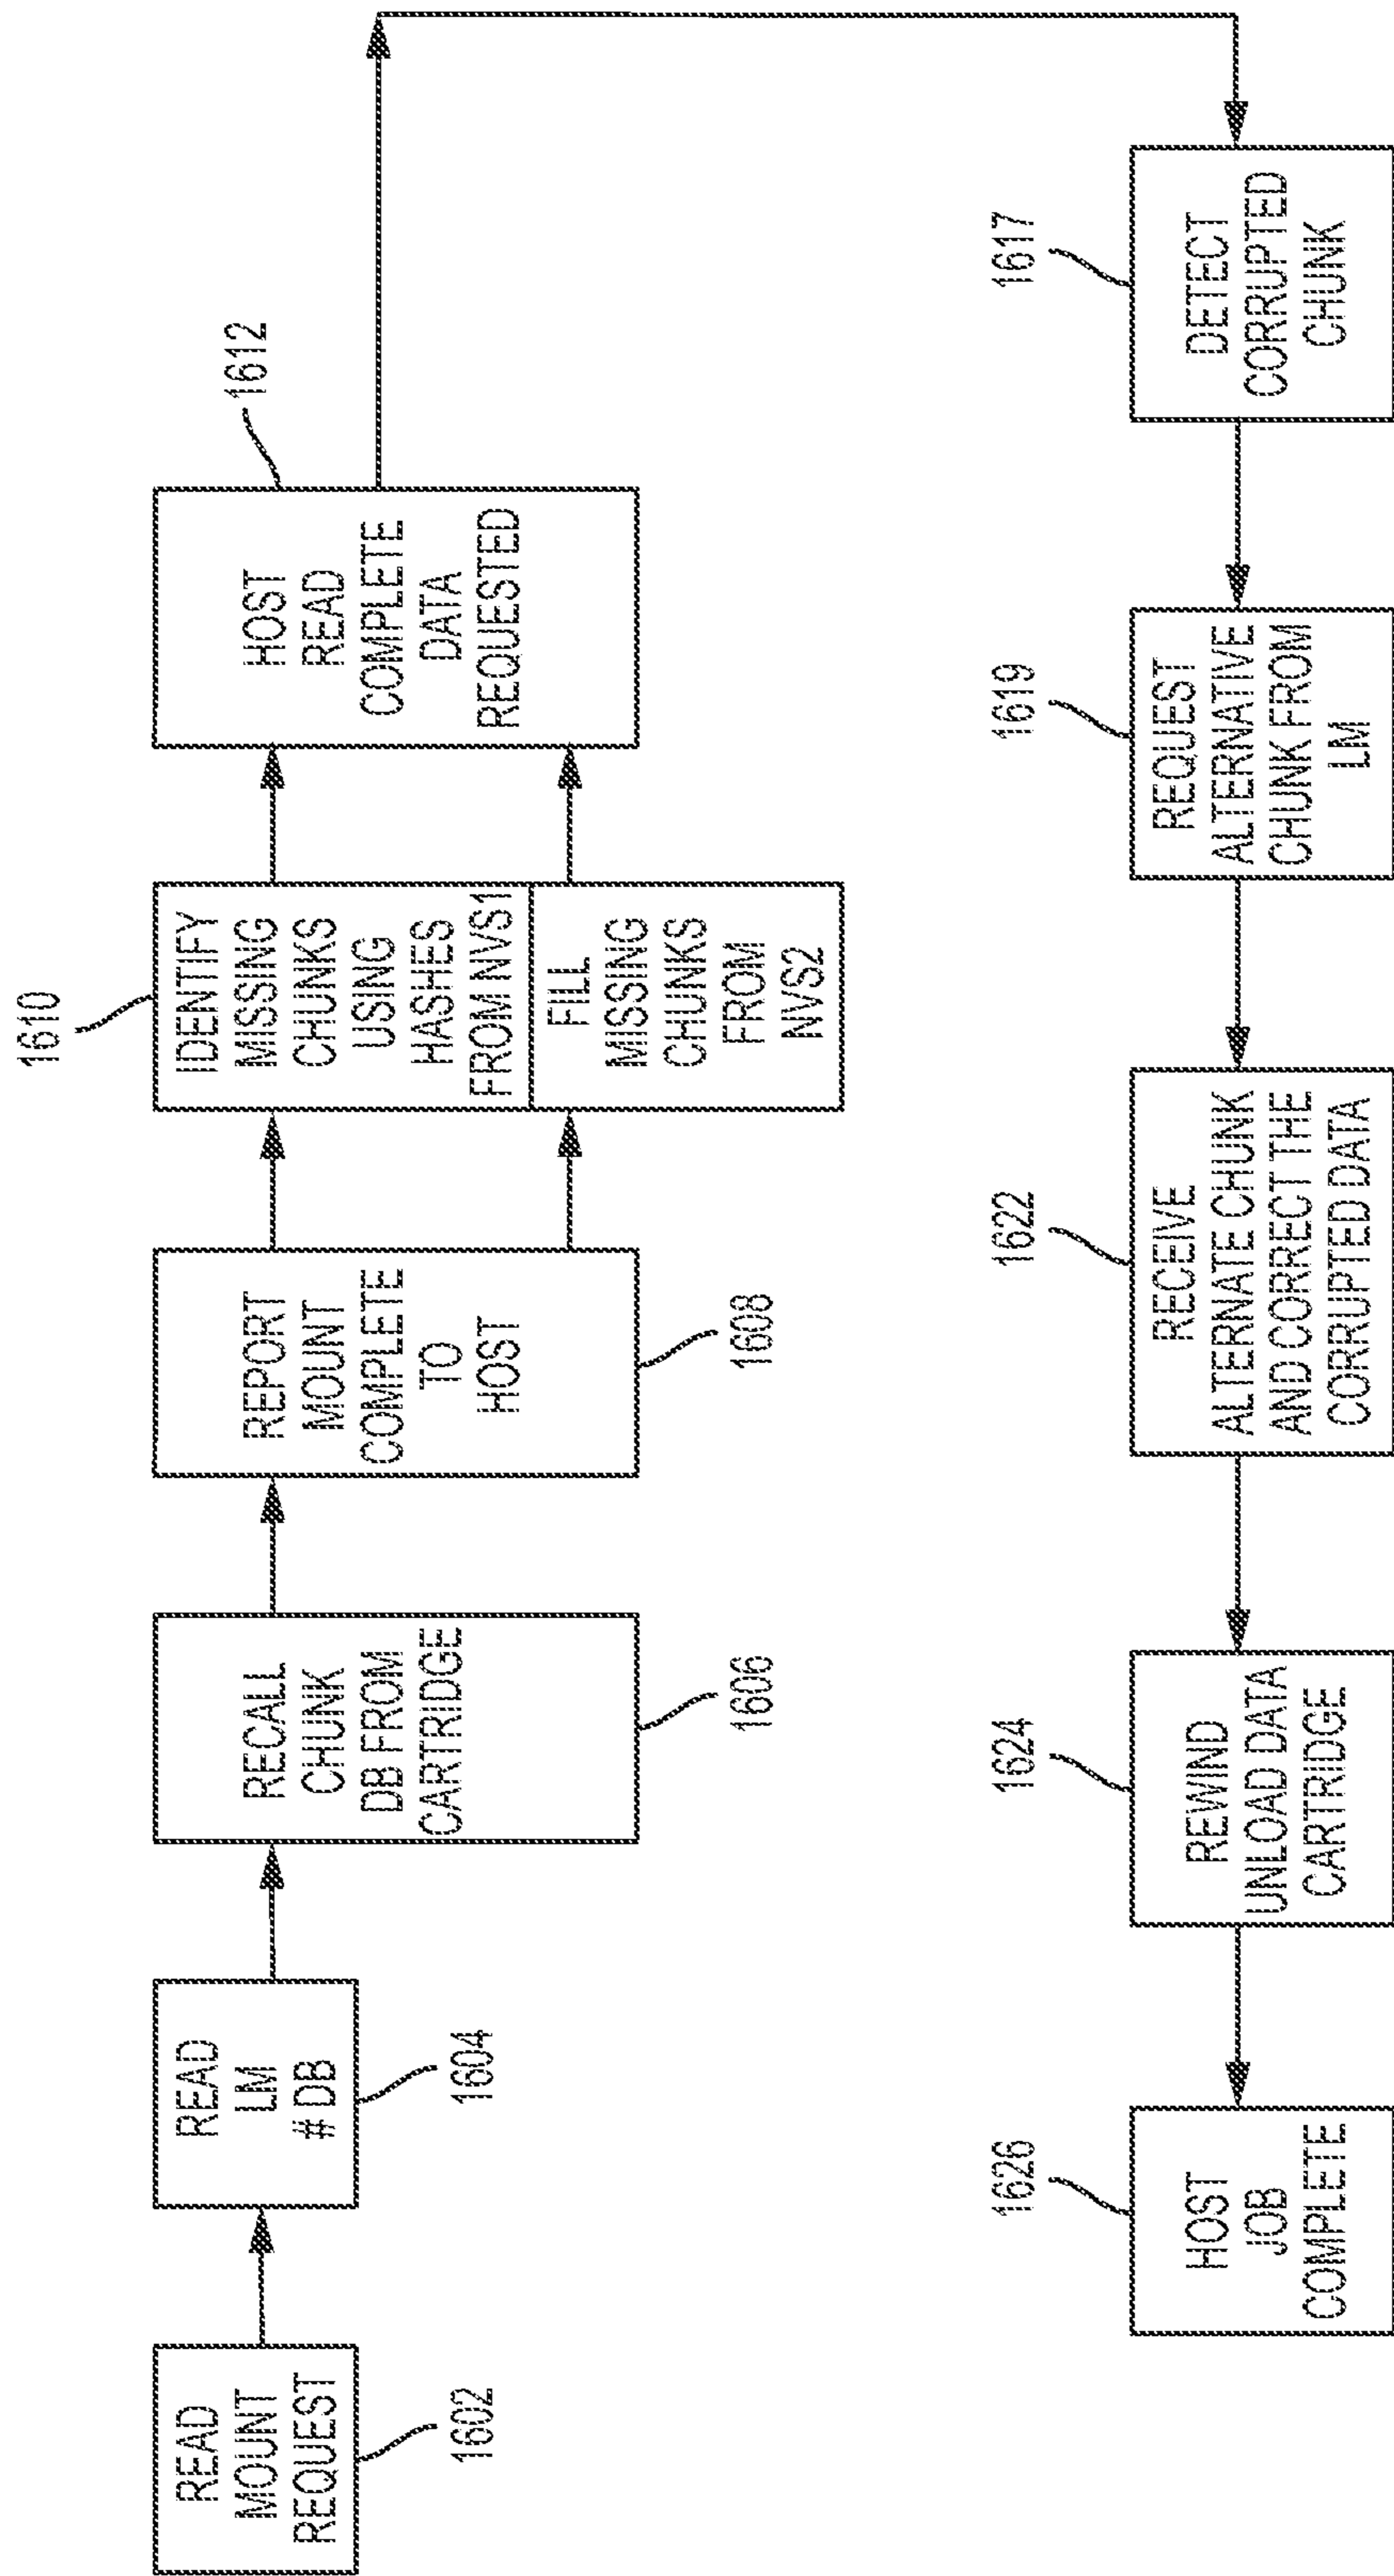 READ
MOUNT
REQUEST
1602
READ
LM
# DB
1604
RECALL
CHUNK
DB FROM
CARTRIDGE
1606
REPORT
MOUNT
COMPLETE
TO
HOST
1608
1610
IDENTIFY
MISSING
CHUNKS
USING
HASHES
FROM NVS1
FILL
MISSING
CHUNKS
FROM
NVS2
1612
HOST
READ
COMPLETE
DATA
REQUESTED
1617
DETECT
CORRUPTED
CHUNK
1619
REQUEST
ALTERNATIVE
CHUNK FROM
LM
1622
RECEIVE
ALTERNATE CHUNK
AND CORRECT THE
CORRUPTED DATA
1624
REWIND
UNLOAD DATA
CARTRIDGE
1626
HOST
JOB
COMPLETE